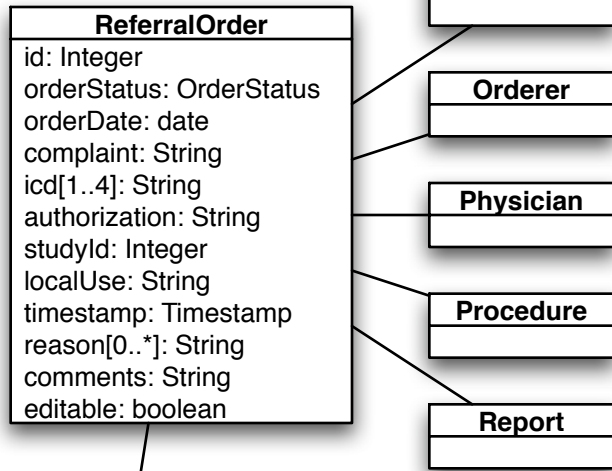 ReferralOrder
id: Integer
orderStatus: OrderStatus
orderDate: date
complaint: String
icd[1..4]: String
authorization: String
studyId: Integer
localUse: String
timestamp: Timestamp
reason[0..*]: String
comments: String
editable: boolean
Orderer
Physician
Procedure
Report